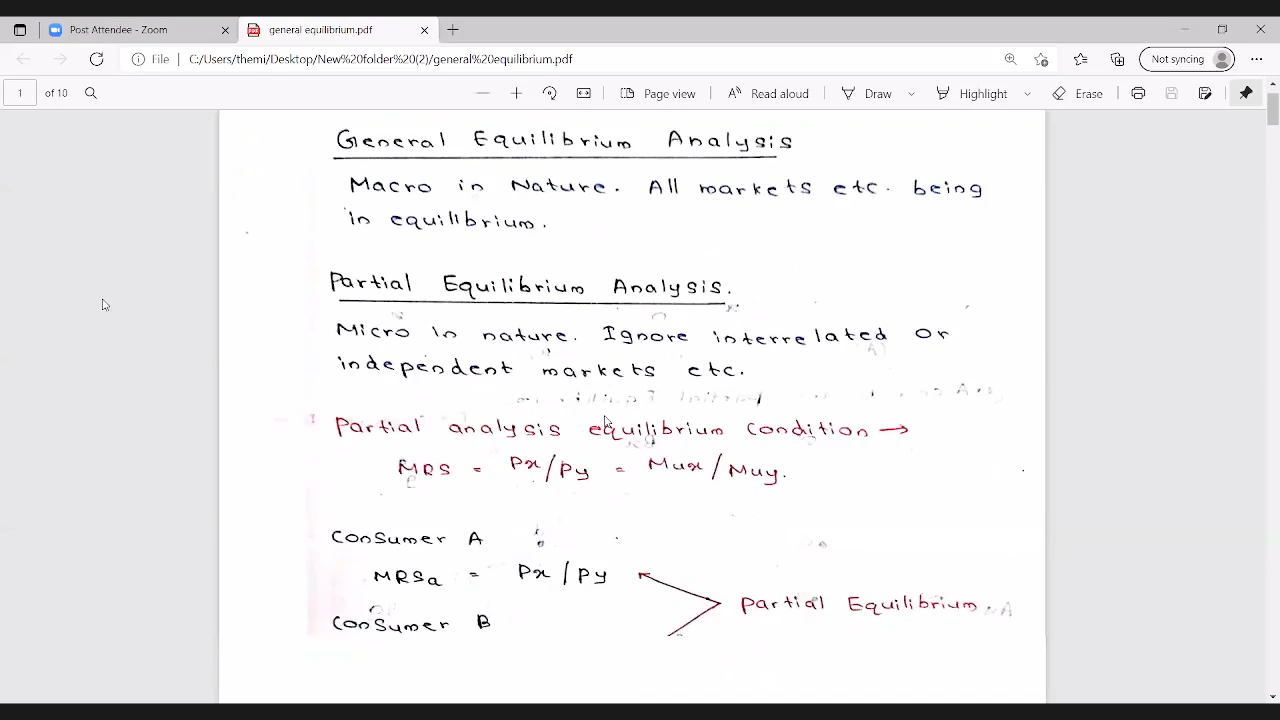 Post Attendee - Zoom
general equilibrium.pdf
File
C:/Users/themi/Desktop/New%20folder%20(2)/general%20equilibrium.pdf
Not syncing
1 of 10
Page view
Read aloud
Draw
Highlight
Erase
General Equilibrium Analysis
Macro in Nature. All markets etc. being
in equilibrium.
Partial Equilibrium Analysis.
Micro in nature. Ignore interrelated or
independent markets etc.
Partial analysis equilibrium condition →
MRS = Px/Py = Mux/Muy.
Consumer A
MRSa = Px/Py
Partial Equilibrium.
Consumer B